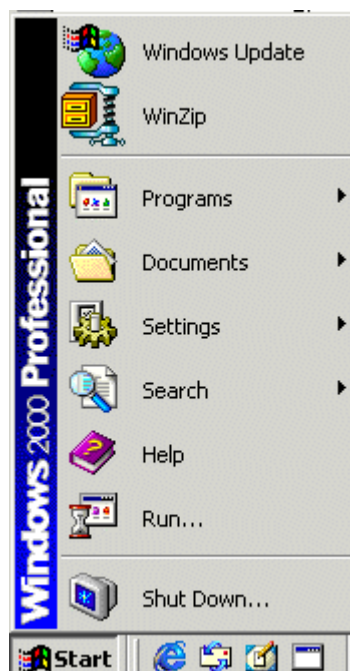 Windows Update
WinZip
Programs
Documents
Settings
Search
Help
Run...
Shut Down...
Windows 2000 Professional
Start